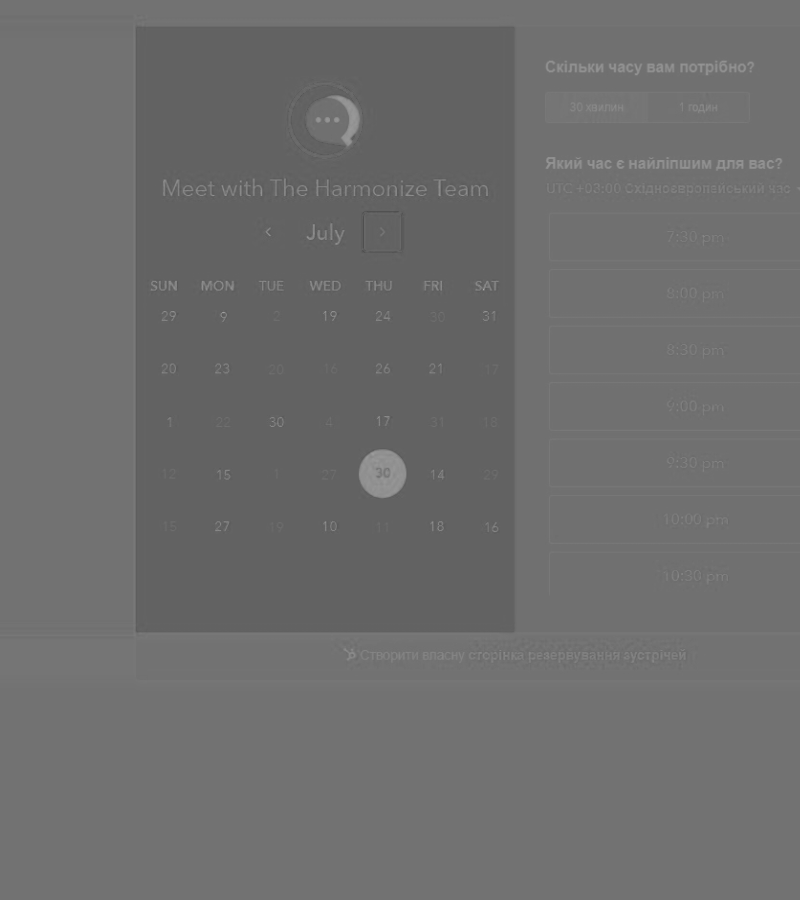 Meet with The Harmonize Team
July
SUN MON TUE WED THU FRI SAT
29 9 2 19 24 30 31
20 23 20 16 26 21 17
1 22 30 4 17 31 18
12 15 1 27 30 14 29
15 27 19 10 11 18 16
Скільки часу вам потрібно?
30 хвилин 1 годин
Який час є найліпшим для вас?
UTC +03:00 Східноєвропейський час
7:30 pm
8:00 pm
8:30 pm
9:00 pm
9:30 pm
10:00 pm
10:30 pm
Створити власну сторінка резервування зустрічей